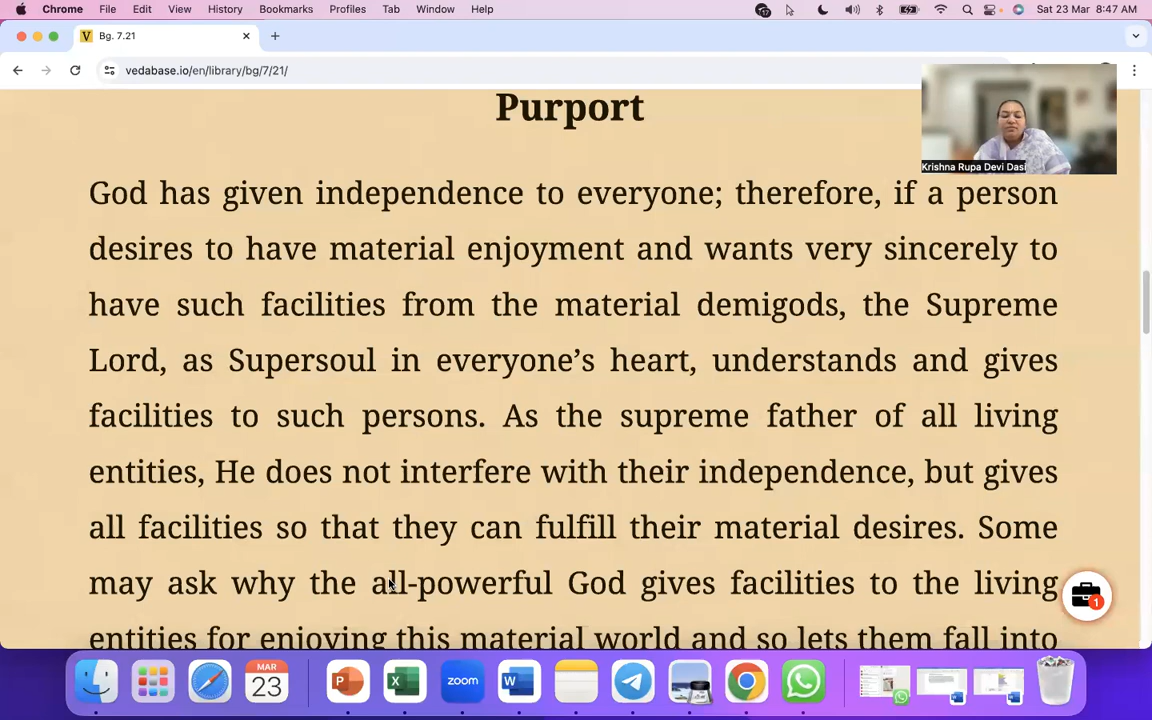 Chrome File Edit View History Bookmarks Profiles Tab Window Help Sat 23 Mar 8:47 AM
Bg. 7.21
vedabase.io/en/library/bg/7/21/
Krishna Rupa Devi Dasi
Purport
God has given independence to everyone; therefore, if a person
desires to have material enjoyment and wants very sincerely to
have such facilities from the material demigods, the Supreme
Lord, as Supersoul in everyone’s heart, understands and gives
facilities to such persons. As the supreme father of all living
entities, He does not interfere with their independence, but gives
all facilities so that they can fulfill their material desires. Some
may ask why the all-powerful God gives facilities to the living
entities for enjoying this material world and so lets them fall into
1
MAR
23
zoom